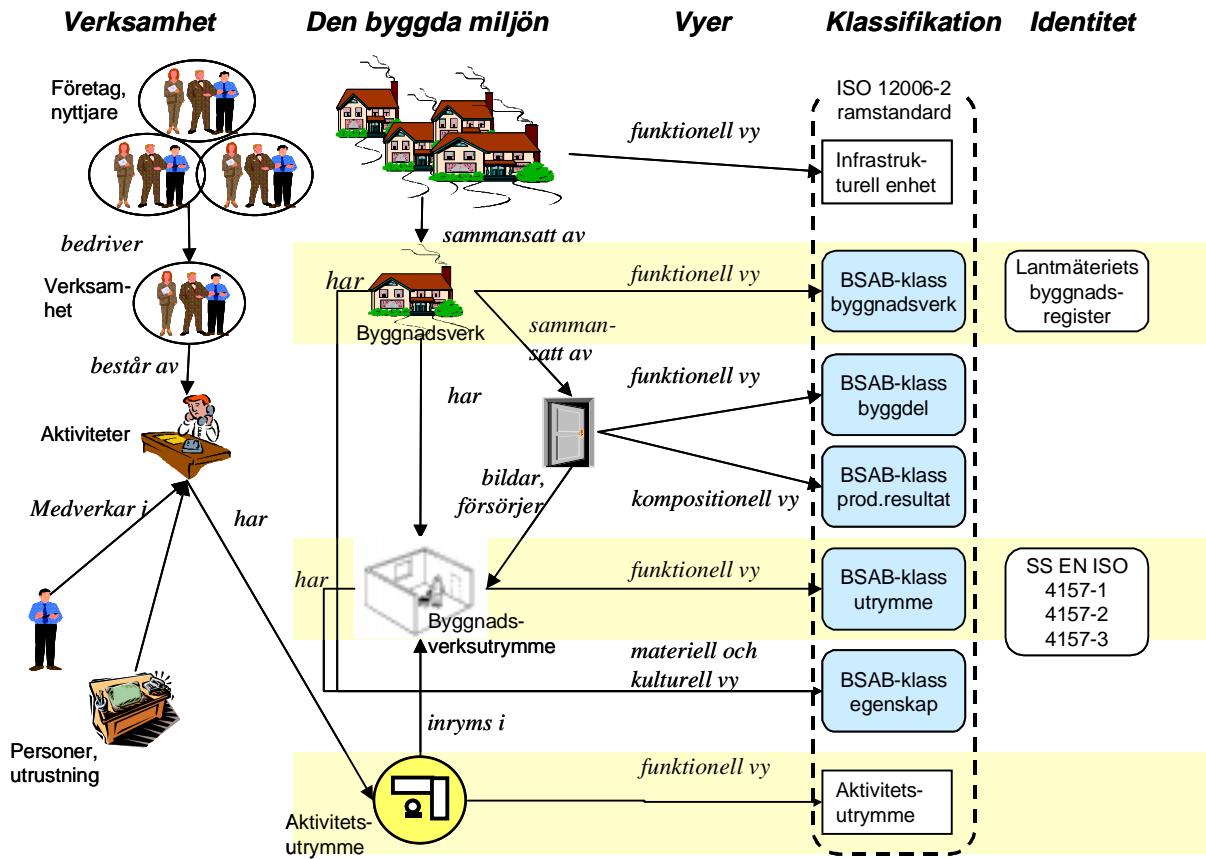 Verksamhet
Den byggda miljön
Vyer
Klassifikation
Identitet
Företag,
nyttjare
ISO 12006-2
ramstandard
funktionell vy
Infrastruk-
turell enhet
bedriver
sammansatt av
Verksam-
het
har
Byggnadsverk
funktionell vy
BSAB-klass
byggnadsverk
Lantmäteriets
byggnads-
register
består av
samman-
satt av
har
funktionell vy
BSAB-klass
byggdel
Aktiviteter
bildar,
försörjer
kompositionell vy
BSAB-klass
prod.resultat
Medverkar i
har
har
Byggnads-
verksutrymme
funktionell vy
BSAB-klass
utrymme
SS EN ISO
4157-1
4157-2
4157-3
materiell och
kulturell vy
BSAB-klass
egenskap
inryms i
Personer,
utrustning
funktionell vy
Aktivitets-
utrymme
Aktivitets-
utrymme